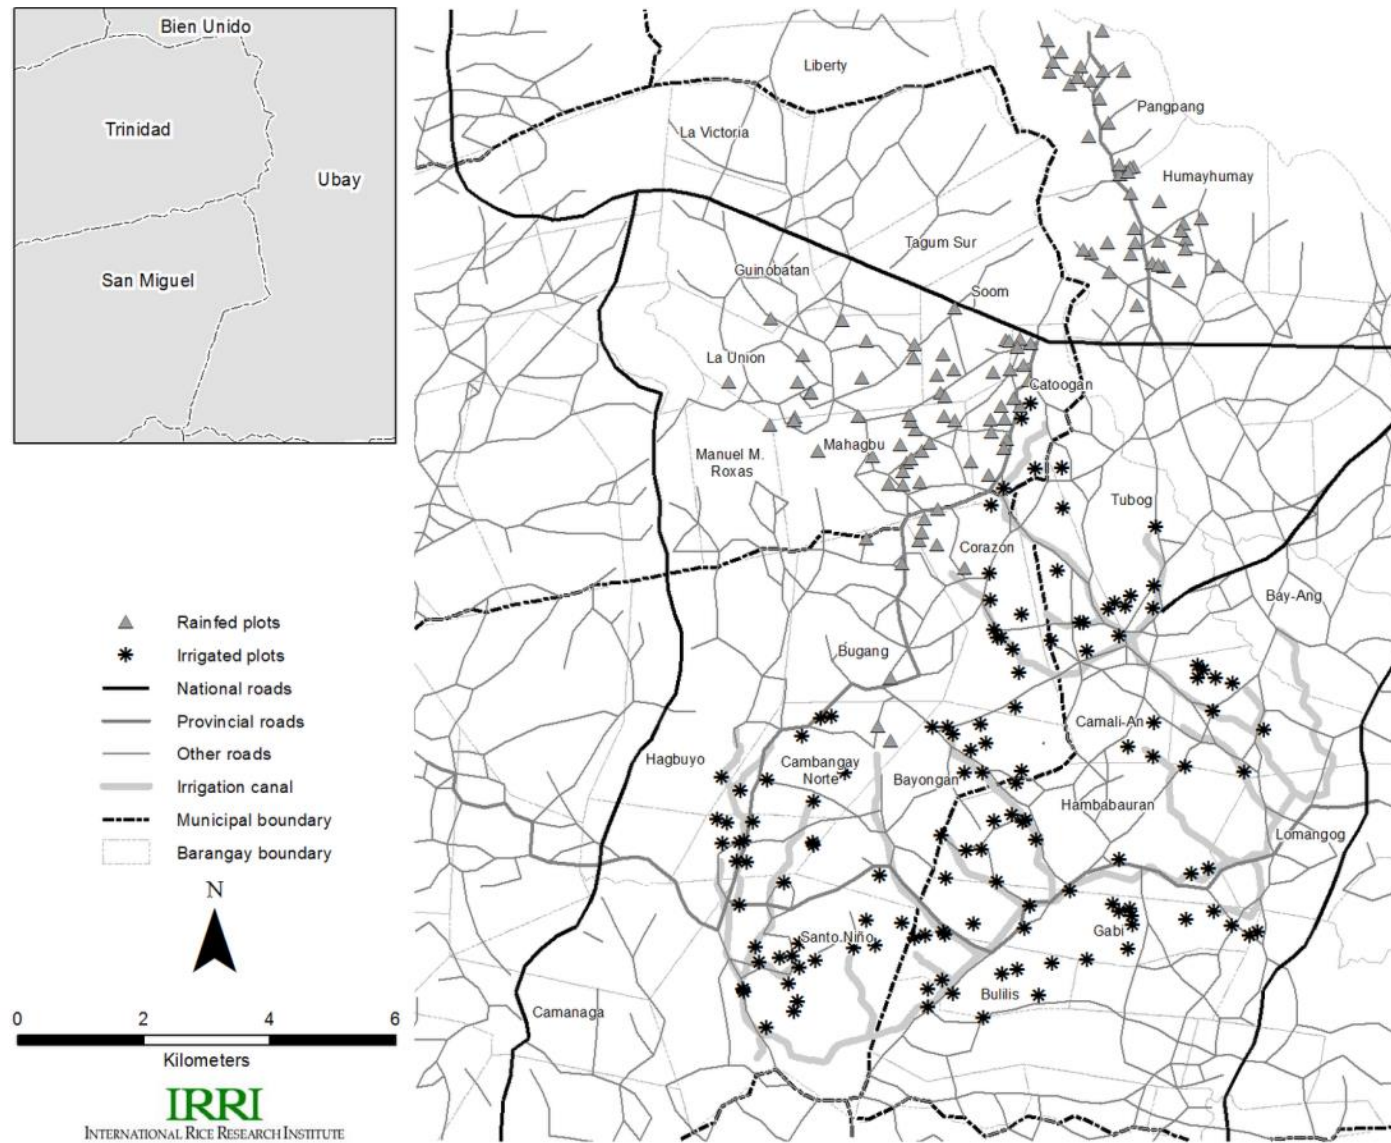 Bien Unido
Trinidad
Ubay
San Miguel
Liberty
La Victoria
Pangpang
Humayhumay
Tagum Sur
Guinobatan
Soom
La Union
Catoogan
Mahagbu
Manuel M.
Roxas
Tubog
Corazon
Bay-Ang
Bugang
Camali-An
Hagbuyo
Cambangay
Norte
Bayongan
Hambabauran
Lomangog
Gabi
Santo Niño
Bulilis
Camanaga
Rainfed plots
Irrigated plots
National roads
Provincial roads
Other roads
Irrigation canal
Municipal boundary
Barangay boundary
N
0 2 4 6
Kilometers
IRRI
INTERNATIONAL RICE RESEARCH INSTITUTE